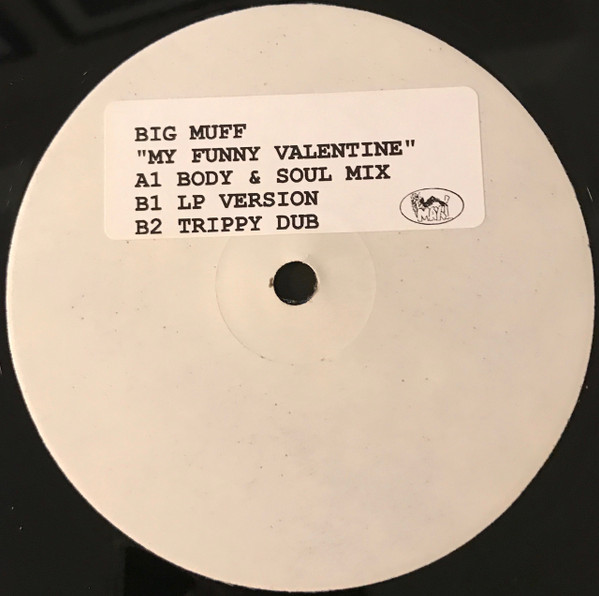 BIG MUFF
"MY FUNNY VALENTINE"
A1 BODY & SOUL MIX
B1 LP VERSION
B2 TRIPPY DUB